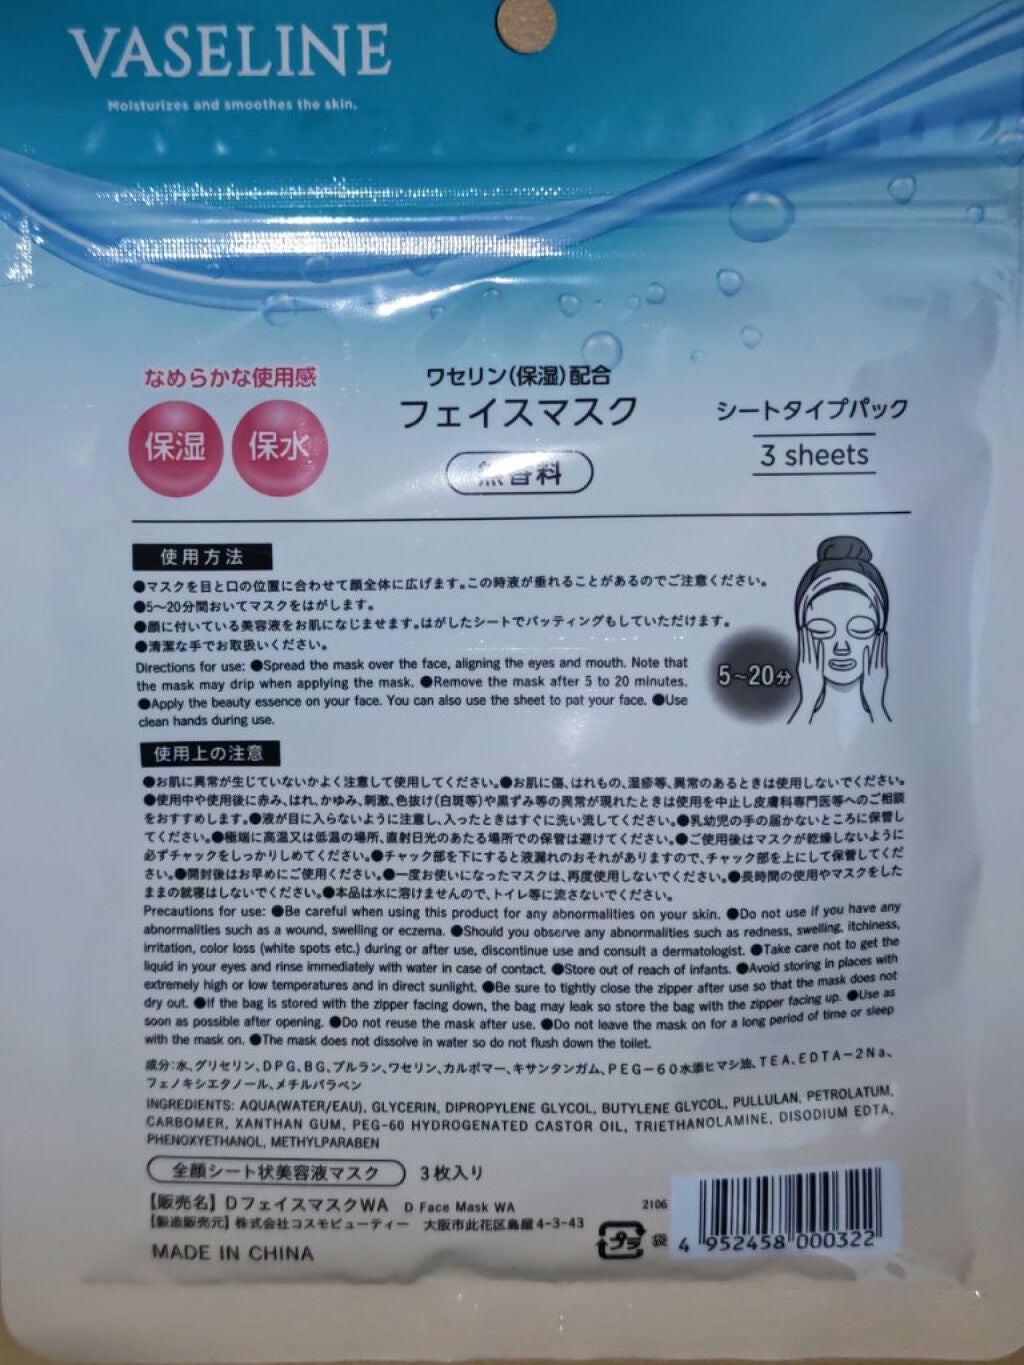 VASELINE
Moisturizes and smoothes the skin.
なめらかな使用感
保湿
保水
ワセリン(保湿)配合
フェイスマスク
無香料
シートタイプパック
3 sheets
使用方法
●マスクを目と口の位置に合わせて顔全体に広げます。この時液が垂れることがあるのでご注意ください。
●5〜20分間おいてマスクをはがします。
●顔に付いている美容液をお肌になじませます。はがしたシートでパッティングもしていただけます。
●清潔な手でお取扱いください。
Directions for use: ●Spread the mask over the face, aligning the eyes and mouth. Note that
the mask may drip when applying the mask. ●Remove the mask after 5 to 20 minutes.
●Apply the beauty essence on your face. You can also use the sheet to pat your face. ●Use
clean hands during use.
5~20分
使用上の注意
●お肌に異常が生じていないかよく注意して使用してください。●お肌に傷、はれもの、湿疹等、異常のあるときは使用しないでください。
●使用中や使用後に赤み、はれ、かゆみ、刺激、色抜け(白斑等)や黒ずみ等の異常が現れたときは使用を中止し皮膚科専門医等へのご相談
をおすすめします。●液が目に入らないように注意し、入ったときはすぐに洗い流してください。●乳幼児の手の届かないところに保管し
てください。●極端に高温又は低温の場所、直射日光のあたる場所での保管は避けてください。●ご使用後はマスクが乾燥しないように
必ずチャックをしっかりしめてください。●チャック部を下にすると液漏れのおそれがありますので、チャック部を上にして保管してくだ
さい。●開封後はお早めにご使用ください。●一度お使いになったマスクは、再度使用しないでください。●長時間の使用やマスクをした
ままの就寝はしないでください。●本品は水に溶けませんので、トイレ等に流さないでください。
Precautions for use: ●Be careful when using this product for any abnormalities on your skin. ●Do not use if you have any
abnormalities such as a wound, swelling or eczema. ●Should you observe any abnormalities such as redness, swelling, itchiness,
irritation, color loss (white spots etc.) during or after use, discontinue use and consult a dermatologist. ●Take care not to get the
liquid in your eyes and rinse immediately with water in case of contact. ●Store out of reach of infants. ●Avoid storing in places with
extremely high or low temperatures and in direct sunlight. ●Be sure to tightly close the zipper after use so that the mask does not
dry out. ●If the bag is stored with the zipper facing down, the bag may leak so store the bag with the zipper facing up. ●Use as
soon as possible after opening. ●Do not reuse the mask after use. ●Do not leave the mask on for a long period of time or sleep
with the mask on. ●The mask does not dissolve in water so do not flush down the toilet.
成分:水、グリセリン、DPG、BG、プルラン、ワセリン、カルボマー、キサンタンガム、PEG-60水添ヒマシ油、TEA、EDTA-2Na、
フェノキシエタノール、メチルパラベン
INGREDIENTS: AQUA(WATER/EAU), GLYCERIN, DIPROPYLENE GLYCOL, BUTYLENE GLYCOL, PULLULAN, PETROLATUM,
CARBOMER, XANTHAN GUM, PEG-60 HYDROGENATED CASTOR OIL, TRIETHANOLAMINE, DISODIUM EDTA,
PHENOXYETHANOL, METHYLPARABEN
全顔シート状美容液マスク 3枚入り
【販売名】DフェイスマスクWA D Face Mask WA
【製造販売元】株式会社コスモビューティー 大阪市此花区島屋4-3-43
MADE IN CHINA
2106
プラ 袋
4 952458 000322